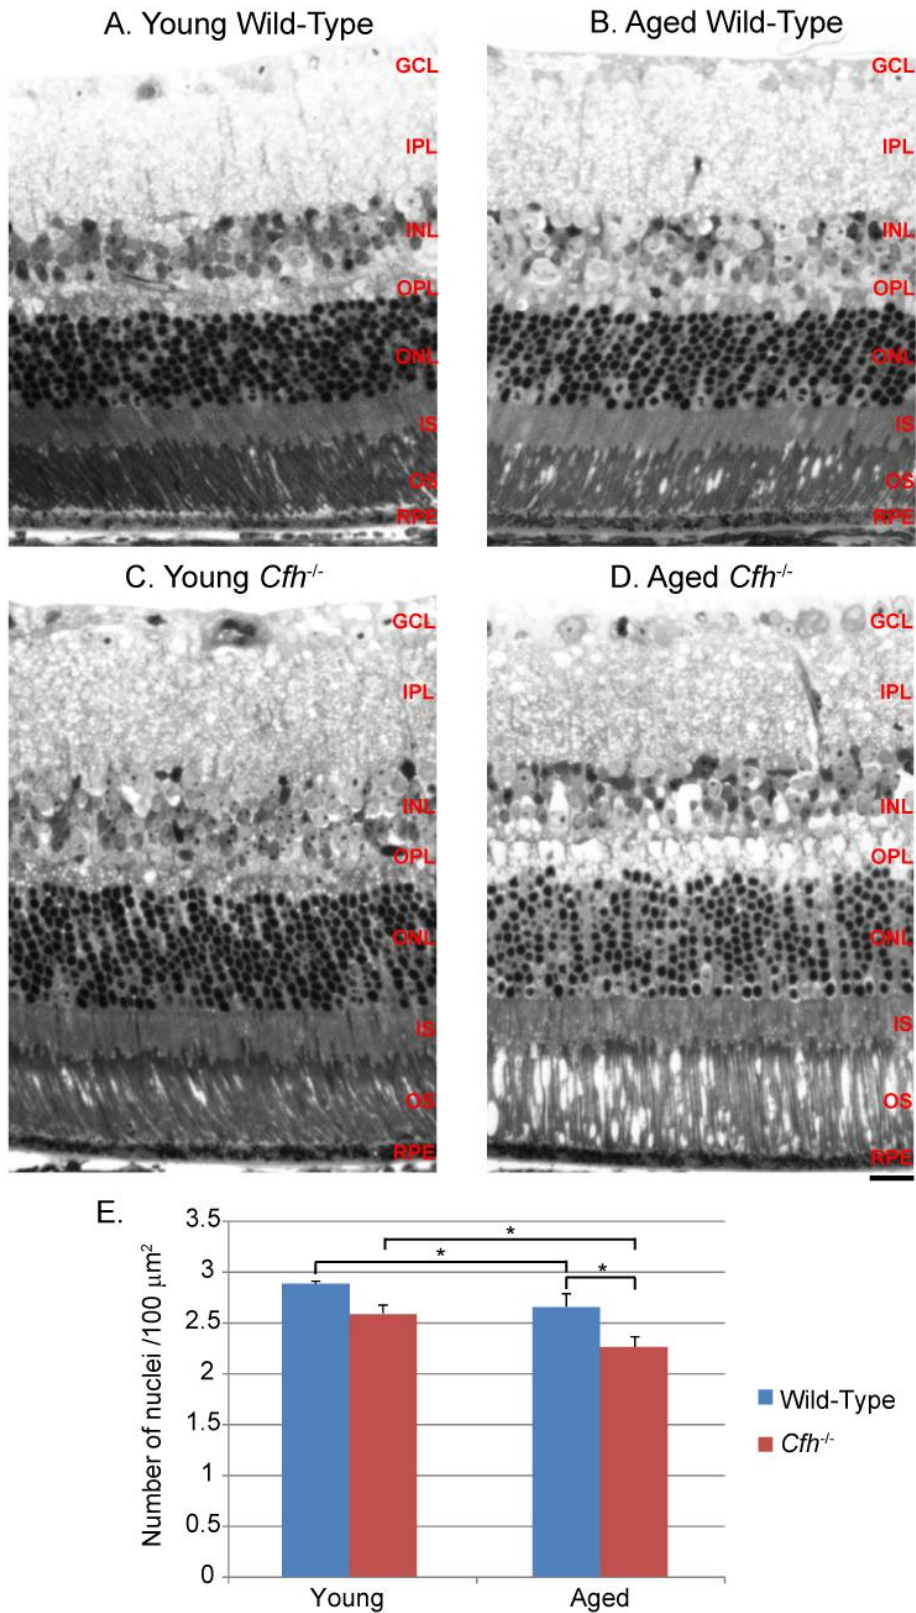 A. Young Wild-Type
B. Aged Wild-Type
GCL
IPL
INL
OPL
ONL
IS
OS
RPE
GCL
IPL
INL
OPL
ONL
IS
OS
RPE
C. Young Cfh-/-
D. Aged Cfh-/-
GCL
IPL
INL
OPL
ONL
IS
OS
RPE
GCL
IPL
INL
OPL
ONL
IS
OS
RPE
E.
Number of nuclei /100 μm²
3.5
3
2.5
2
1.5
1
0.5
0
*
*
*
Young
Aged
Wild-Type
Cfh-/-